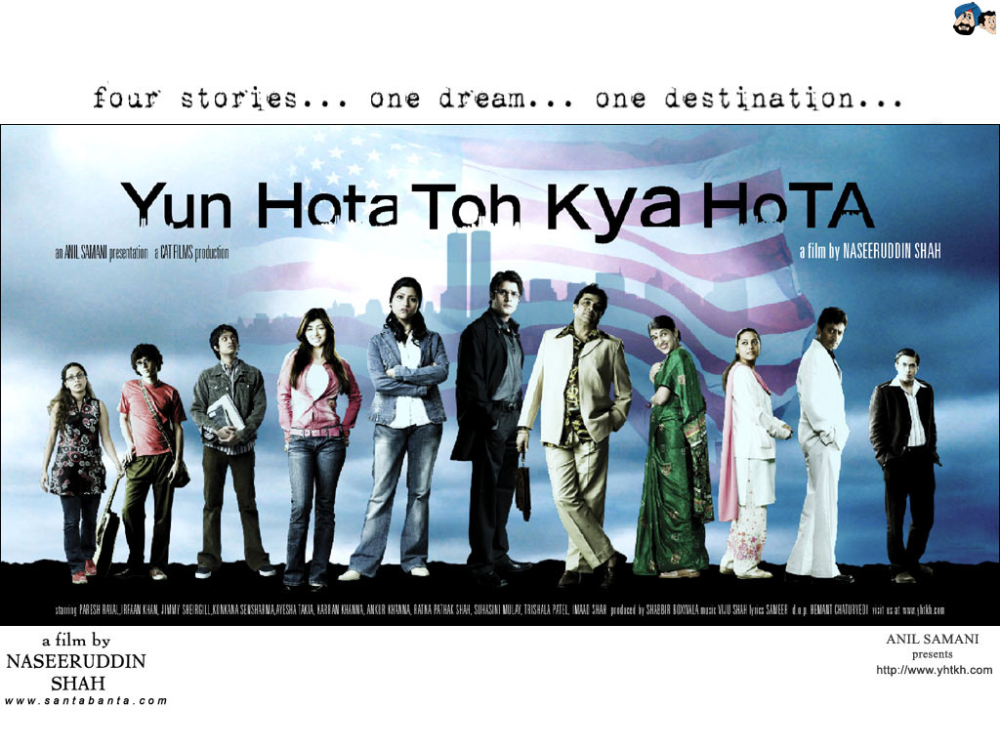 four stories... one dream... one destination...
Yun Hota Toh Kya HoTA
an ANIL SAMANI presentation a CAT FILMS production
a film by NASEERUDDIN SHAH
starring PARESH RAVAL, IRFAAN KHAN, JIMMY SHEIRGILL, KONKANA SENSHARMA, AYESHA TAKIA, KARRAN KHANNA, ANKUR KHANNA, RATNA PATHAK SHAH, SUHASINI MULAY, TRISHALA PATEL, IMAAD SHAH produced by SHABBIR BOXWALA music VIJU SHAH lyrics SAMEER d.o.p. HEMANT CHATURVEDI visit us at www.yhtkh.com
a film by
NASEERUDDIN
SHAH
www.santabanta.com
ANIL SAMANI
presents
http://www.yhtkh.com